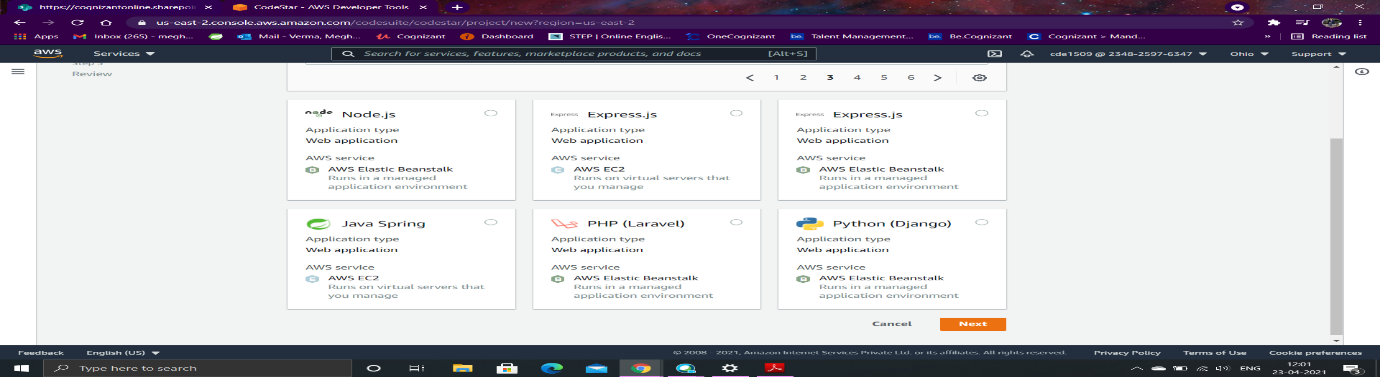 https://cognizantonline.sharepoi
CodeStar - AWS Developer Tools
us-east-2.console.aws.amazon.com/codesuite/codestar/project/new?region=us-east-2
Apps
Inbox (265) – megh...
Mail - Verma, Megh...
Cognizant
Dashboard
STEP | Online Englis...
OneCognizant
Talent Management...
Be.Cognizant
Cognizant > Mand...
Reading list
aws
Services
Search for services, features, marketplace products, and docs
[Alt+S]
cde1509 @ 2348-2597-6347
Ohio
Support
Review
1 2 3 4 5 6
node Node.js
Application type
Web application
AWS service
AWS Elastic Beanstalk
Runs in a managed
application environment
Express Express.js
Application type
Web application
AWS service
AWS EC2
Runs on virtual servers that
you manage
Express Express.js
Application type
Web application
AWS service
AWS Elastic Beanstalk
Runs in a managed
application environment
Java Spring
Application type
Web application
AWS service
AWS EC2
Runs on virtual servers that
you manage
PHP (Laravel)
Application type
Web application
AWS service
AWS Elastic Beanstalk
Runs in a managed
application environment
Python (Django)
Application type
Web application
AWS service
AWS Elastic Beanstalk
Runs in a managed
application environment
Cancel
Next
Feedback
English (US)
© 2008 - 2021, Amazon Internet Services Private Ltd. or its affiliates. All rights reserved.
Privacy Policy
Terms of Use
Cookie preferences
Type here to search
ENG
12:01
23-04-2021